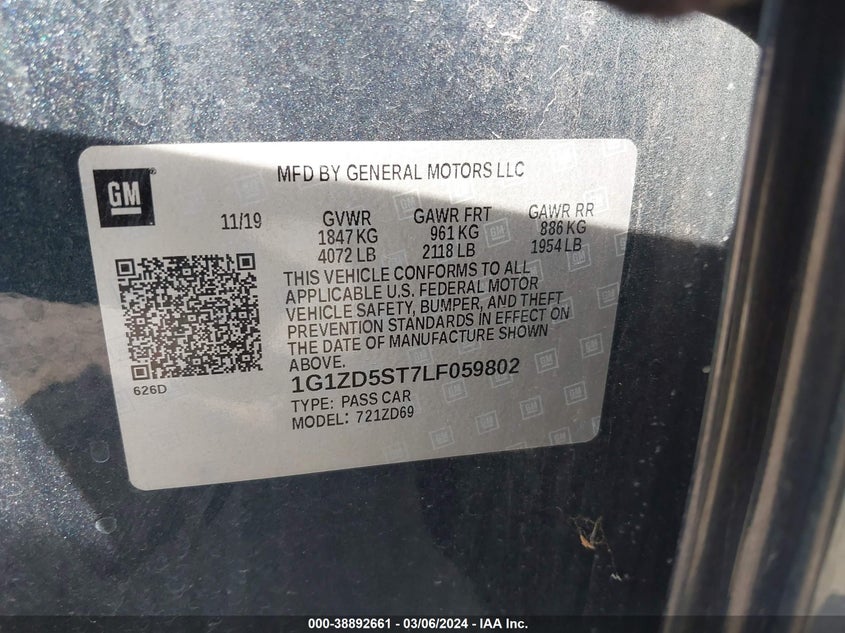 MFD BY GENERAL MOTORS LLC
GM
11/19 GVWR GAWR FRT GAWR RR
1847 KG 961 KG 886 KG
4072 LB 2118 LB 1954 LB
THIS VEHICLE CONFORMS TO ALL
APPLICABLE U.S. FEDERAL MOTOR
VEHICLE SAFETY, BUMPER, AND THEFT
PREVENTION STANDARDS IN EFFECT ON
THE DATE OF MANUFACTURE SHOWN
ABOVE.
626D
1G1ZD5ST7LF059802
TYPE: PASS CAR
MODEL: 721ZD69
000-38892661 - 03/06/2024 - IAA Inc.